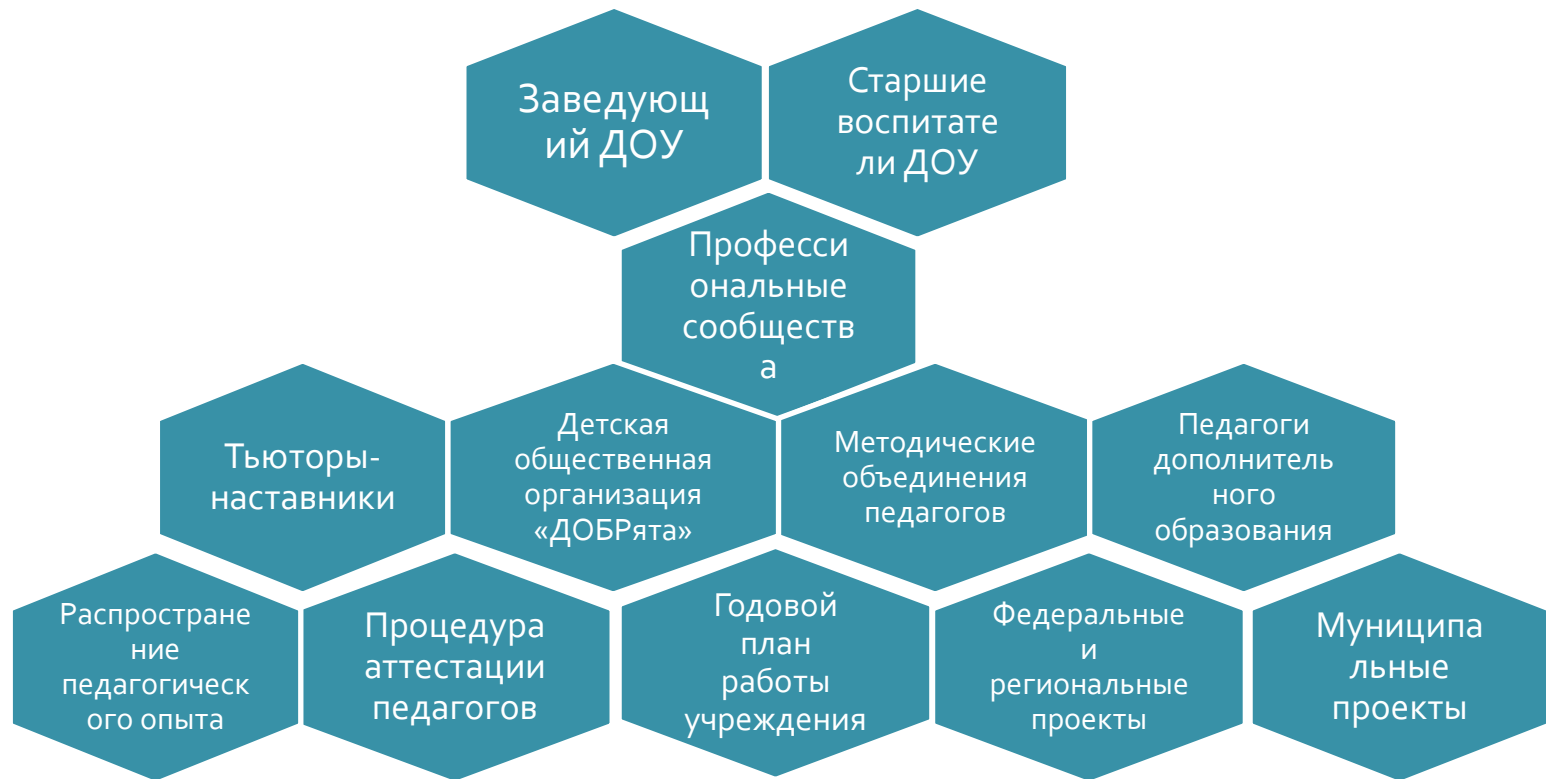 Заведующ
ий ДОУ
Старшие
воспитате
ли ДОУ
Професси
ональные
сообществ
а
Тьюторы-
наставники
Детская
общественная
организация
«ДОБРята»
Методические
объединения
педагогов
Педагоги
дополнитель
ного
образования
Распростране
ние
педагогическ
ого опыта
Процедура
аттестации
педагогов
Годовой
план
работы
учреждения
Федеральные
и
региональные
проекты
Муниципа
льные
проекты